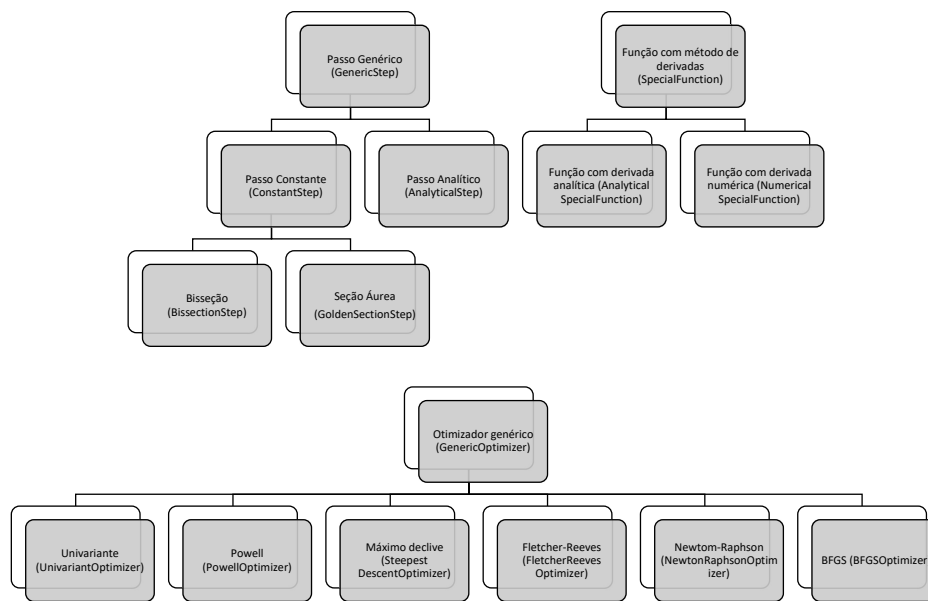 Passo Genérico
(GenericStep)
Função com método de
derivadas
(SpecialFunction)
Passo Constante
(ConstantStep)
Passo Analítico
(AnalyticalStep)
Função com derivada
analítica (Analytical
SpecialFunction)
Função com derivada
numérica (Numerical
SpecialFunction)
Bisseção
(BissectionStep)
Seção Áurea
(GoldenSectionStep)
Otimizador genérico
(GenericOptimizer)
Univariante
(UnivariantOptimizer)
Powell
(PowellOptimizer)
Máximo declive
(Steepest
DescentOptimizer)
Fletcher-Reeves
(FletcherReeves
Optimizer)
Newtom-Raphson
(NewtonRaphsonOptim
izer)
BFGS (BFGSOptimizer)